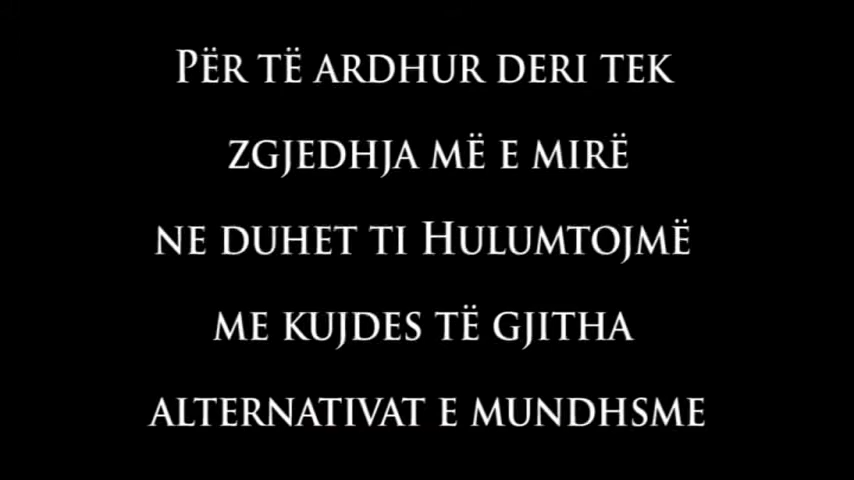 PËR TË ARDHUR DERI TEK
ZGJEDHJA MË E MIRË
NE DUHET TI HULUMTOJMË
ME KUJDES TË GJITHA
ALTERNATIVAT E MUNDHSME